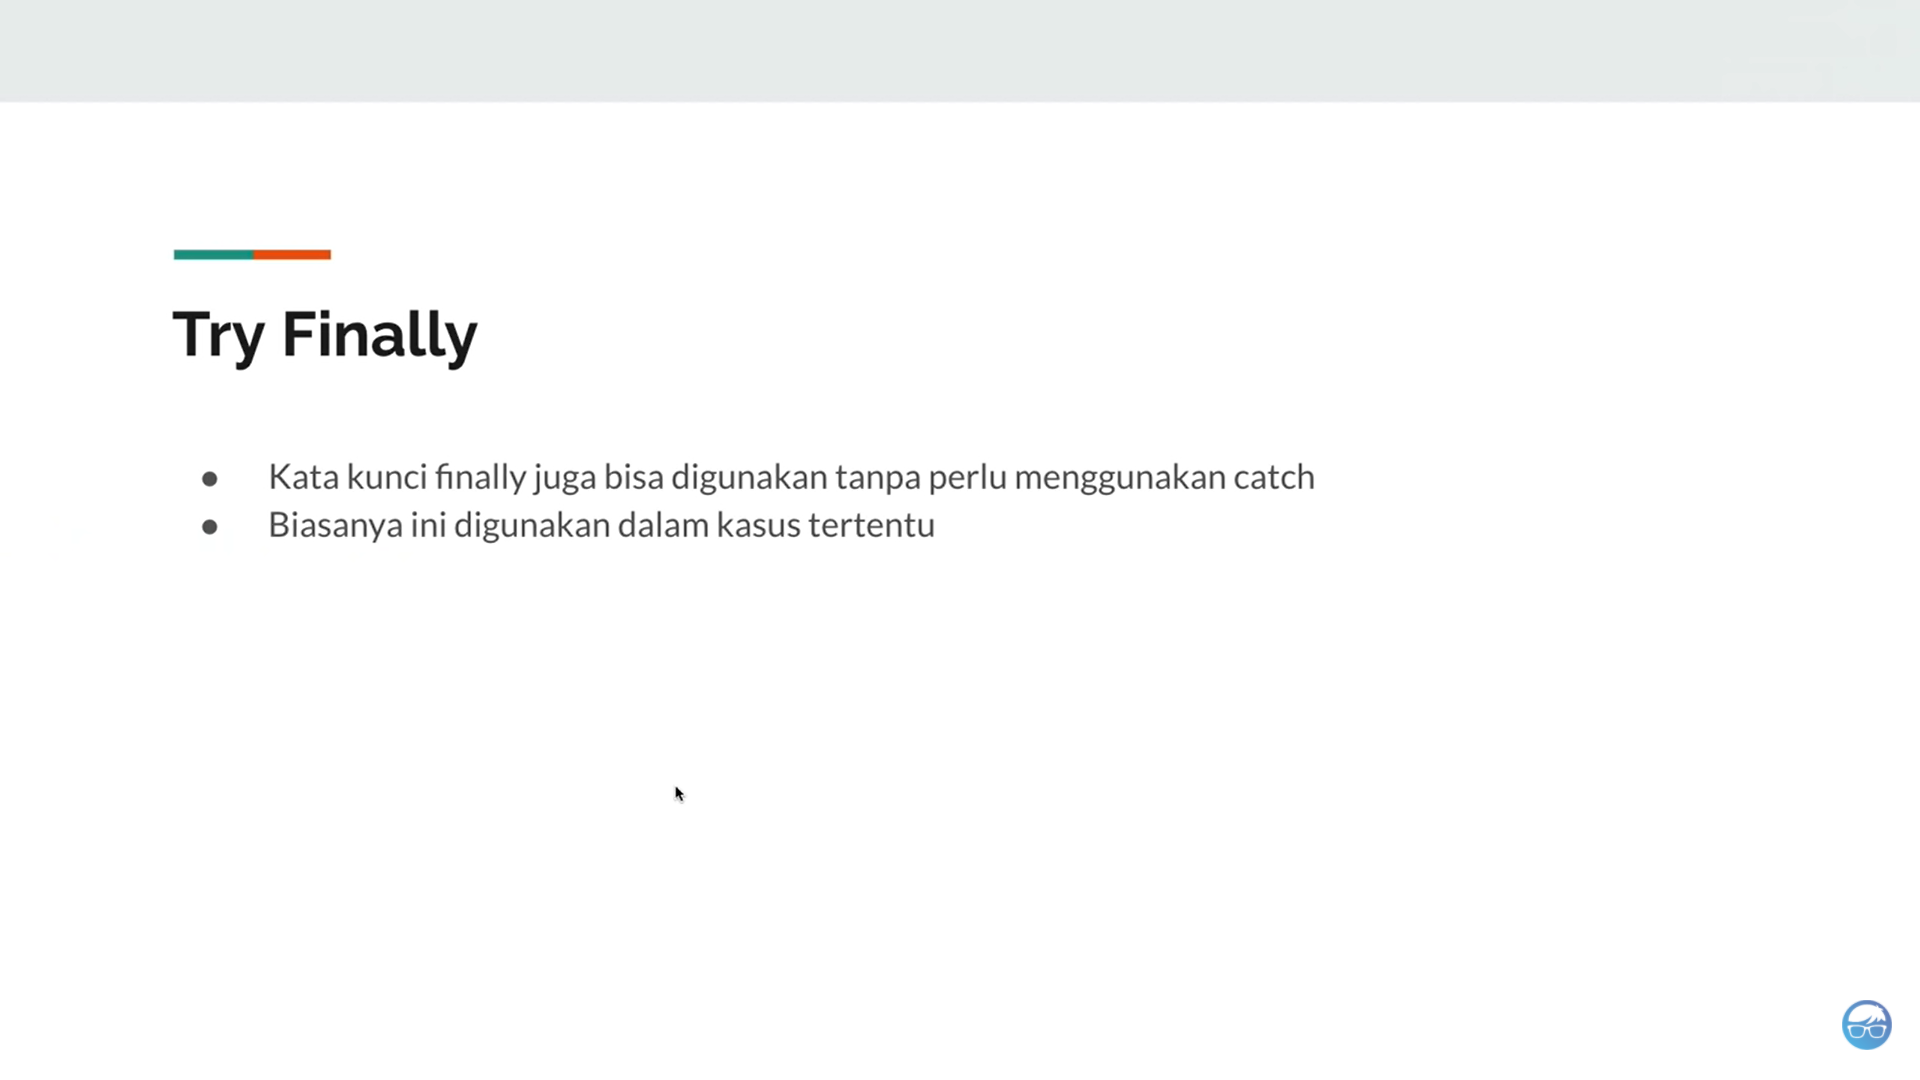 Try Finally
● Kata kunci finally juga bisa digunakan tanpa perlu menggunakan catch
● Biasanya ini digunakan dalam kasus tertentu